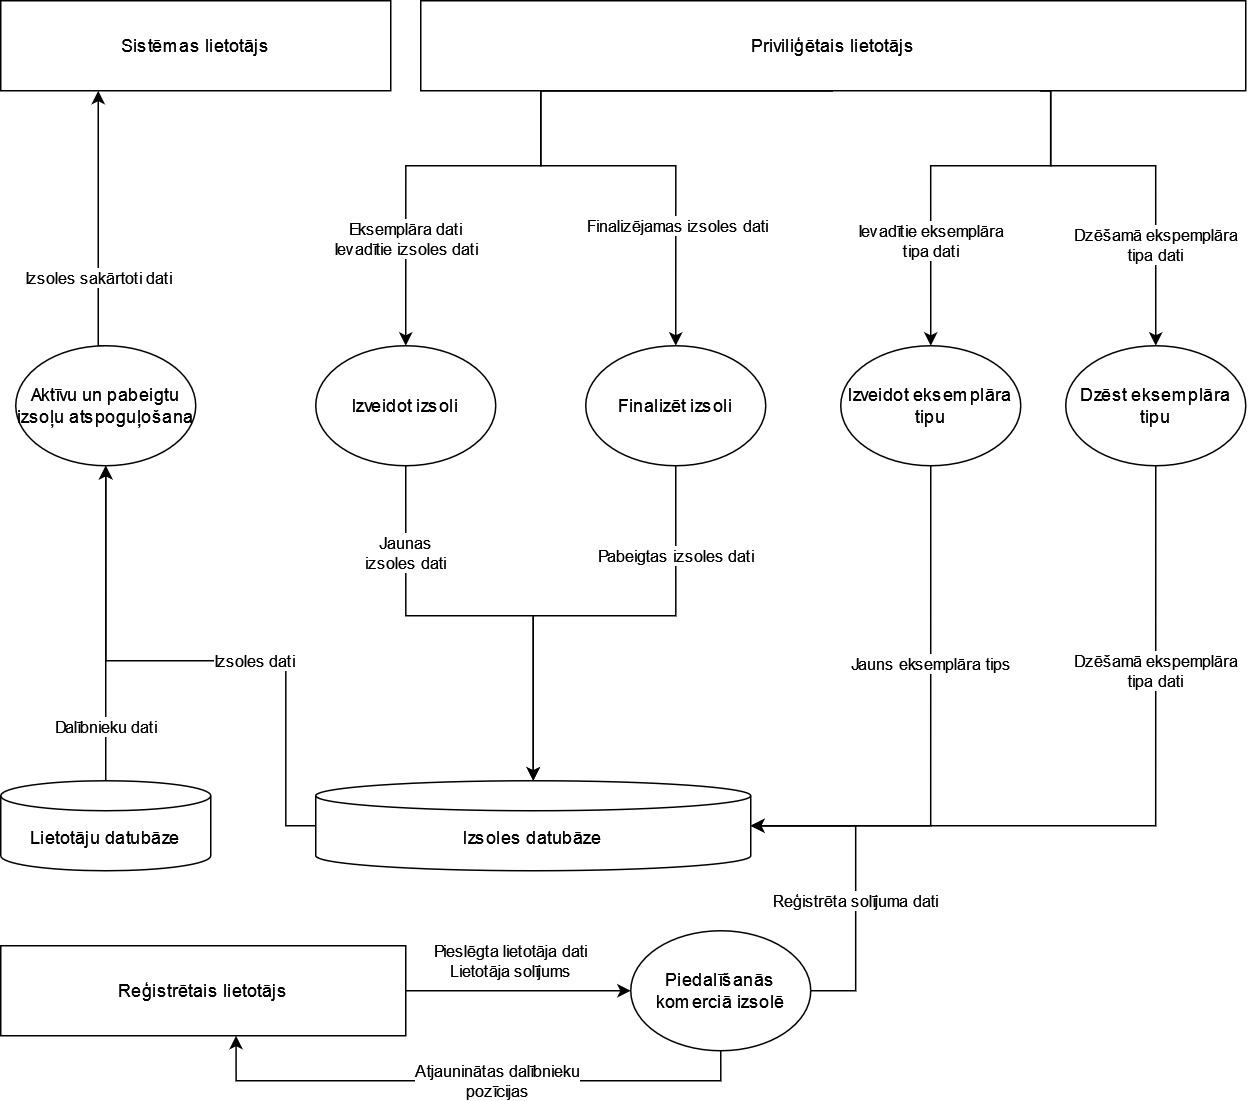 Sistēmas lietotājs
Priviliģētais lietotājs
Eksemplāra dati
Ievadītie izsoles dati
Finalizējamas izsoles dati
Ievadītie eksemplāra
tipa dati
Dzēšamā ekspemplāra
tipa dati
Izsoles sakārtoti dati
Aktīvu un pabeigtu
izsoļu atspoguļošana
Izveidot izsoli
Finalizēt izsoli
Izveidot eksemplāra
tipu
Dzēst eksemplāra
tipu
Jaunas
izsoles dati
Pabeigtas izsoles dati
Izsoles dati
Jauns eksemplāra tips
Dzēšamā ekspemplāra
tipa dati
Dalībnieku dati
Lietotāju datubāze
Izsoles datubāze
Reģistrēta solījuma dati
Reģistrētais lietotājs
Pieslēgta lietotāja dati
Lietotāja solījums
Piedalīšanās
komerciā izsolē
Atjauninātas dalībnieku
pozīcijas